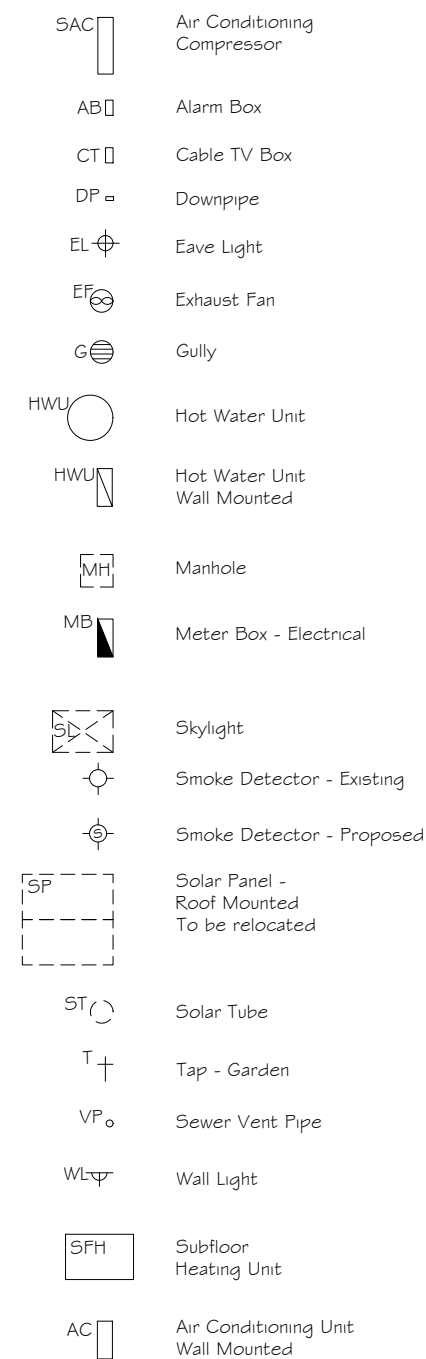 SAC Air Conditioning
Compressor
AB Alarm Box
CT Cable TV Box
DP Downpipe
EL Eave Light
EF Exhaust Fan
G Gully
HWU Hot Water Unit
HWU Hot Water Unit
Wall Mounted
MH Manhole
MB Meter Box - Electrical
SL Skylight
Smoke Detector - Existing
S Smoke Detector - Proposed
SP Solar Panel -
Roof Mounted
To be relocated
ST Solar Tube
T Tap - Garden
VP Sewer Vent Pipe
WL Wall Light
SFH Subfloor
Heating Unit
AC Air Conditioning Unit
Wall Mounted